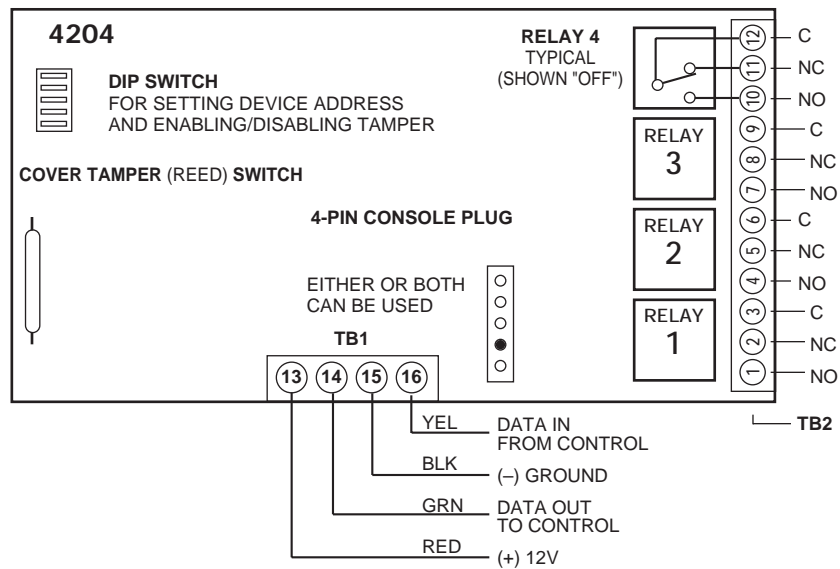 4204
DIP SWITCH
FOR SETTING DEVICE ADDRESS
AND ENABLING/DISABLING TAMPER
COVER TAMPER (REED) SWITCH
4-PIN CONSOLE PLUG
EITHER OR BOTH
CAN BE USED
TB1
13 14 15 16
RELAY 4
TYPICAL
(SHOWN "OFF")
RELAY
3
RELAY
2
RELAY
1
12 C
11 NC
10 NO
9 C
8 NC
7 NO
6 C
5 NC
4 NO
3 C
2 NC
1 NO
TB2
YEL DATA IN
FROM CONTROL
BLK (–) GROUND
GRN DATA OUT
TO CONTROL
RED (+) 12V